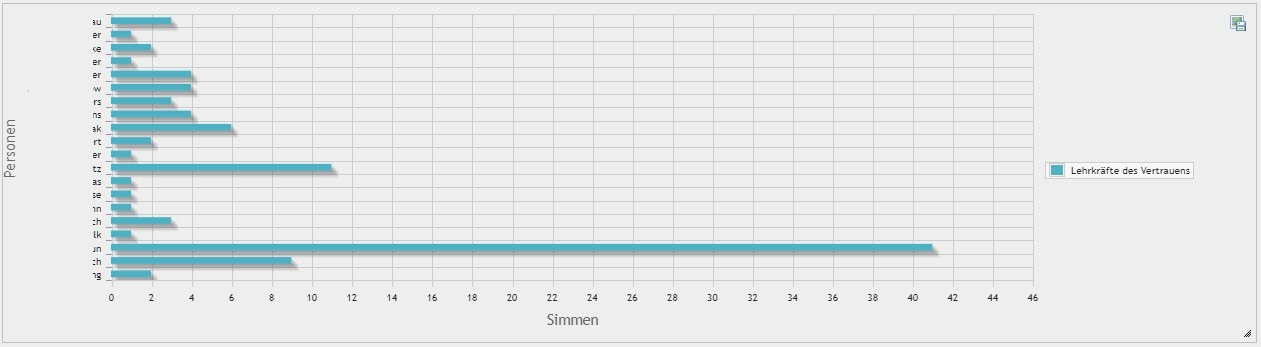 au
er
ke
er
er
ow
rs
ns
ak
rt
er
tz
as
se
nn
ch
lk
un
ch
ng
0 2 4 6 8 10 12 14 16 18 20 22 24 26 28 30 32 34 36 38 40 42 44 46
Simmen
Personen
Lehrkräfte des Vertrauens